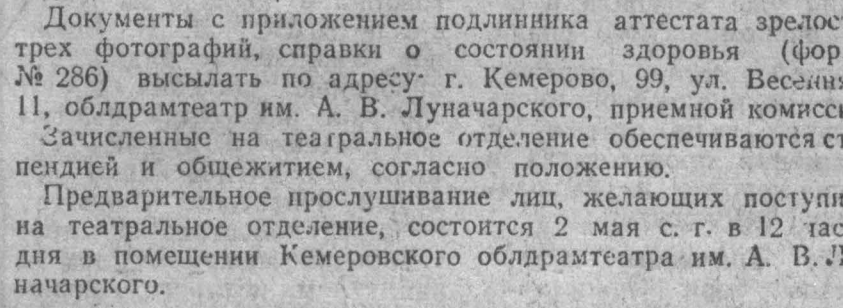 Документы с приложением подлинника аттестата зрелос
трех фотографий, справки о состоянии здоровья (фор
№ 286) высылать по адресу г. Кемерово, 99, ул. Весення
11, облдрамтеатр им. А. В. Луначарского, приемной комисси
Зачисленные на театральное отделение обеспечиваются ст
пендией и общежитием, согласно положению.
Предварительное прослушивание лиц, желающих поступи
на театральное отделение, состоится 2 мая с. г. в 12 час
дня в помещении Кемеровского облдрамтеатра им. А. В. Л
начарского.